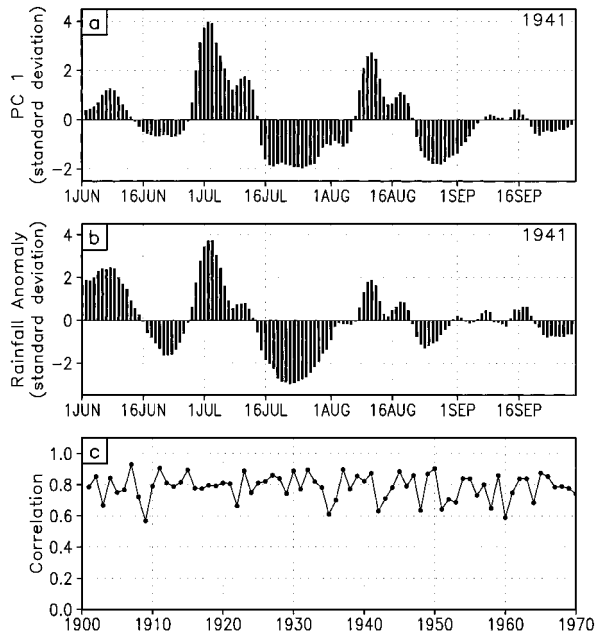 a
1941
PC 1
(standard deviation)
4
2
0
−2
1JUN 16JUN 1JUL 16JUL 1AUG 16AUG 1SEP 16SEP
b
1941
Rainfall Anomaly
(standard deviation)
4
2
0
−2
1JUN 16JUN 1JUL 16JUL 1AUG 16AUG 1SEP 16SEP
c
Correlation
1.0
0.8
0.6
0.4
0.2
0.0
1900 1910 1920 1930 1940 1950 1960 1970